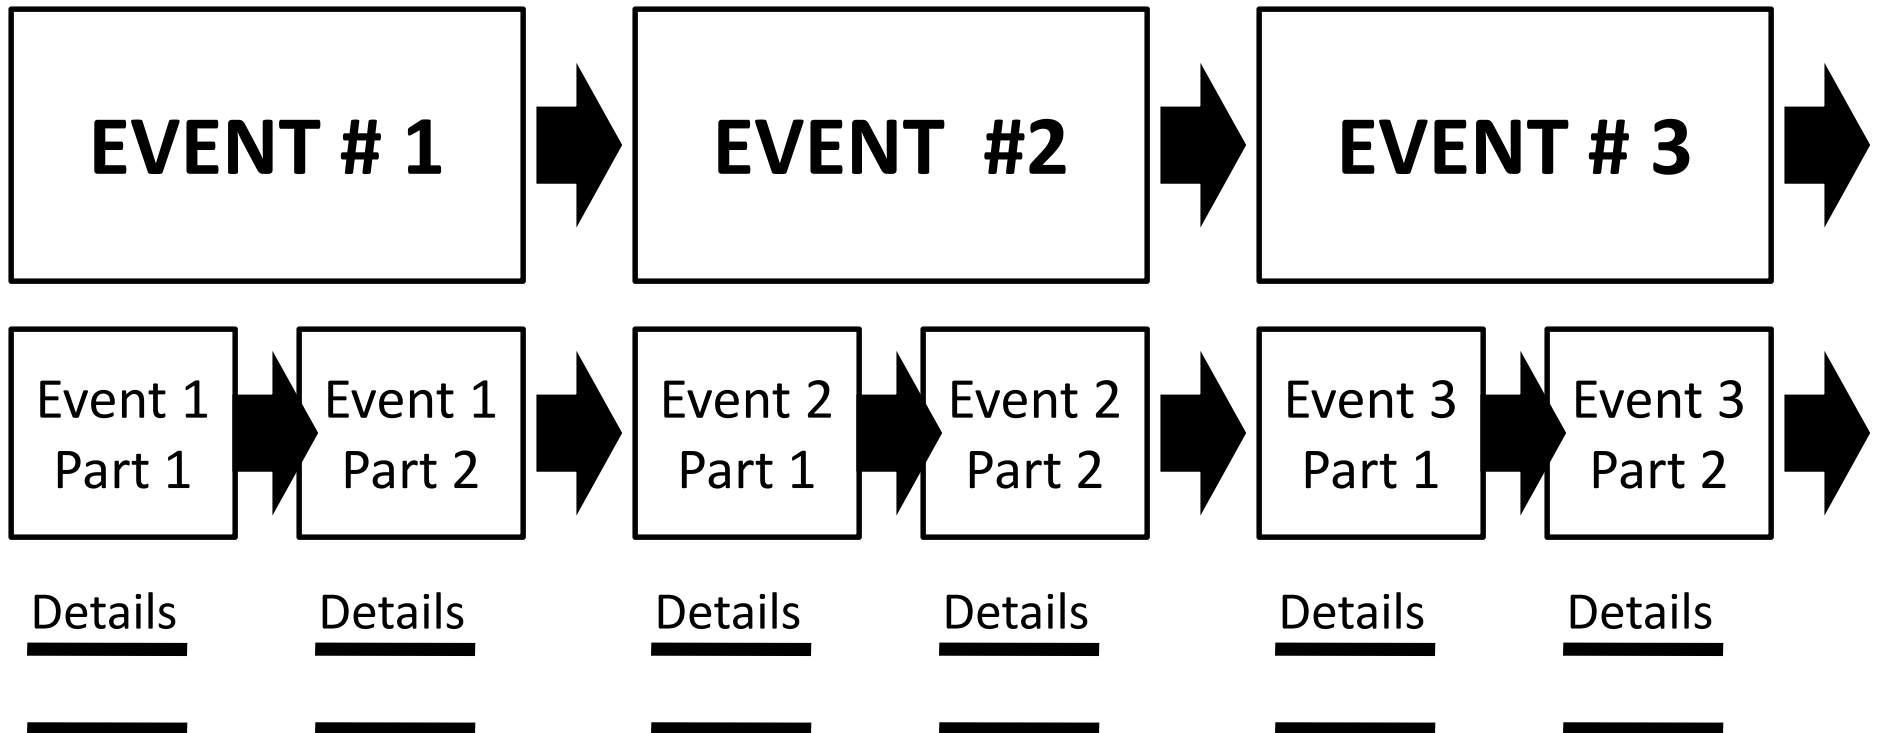 EVENT # 1
EVENT  #2
EVENT # 3
Event 1
Part 1
Event 1
Part 2
Event 2
Part 1
Event 2
Part 2
Event 3
Part 1
Event 3
Part 2
Details
Details
Details
Details
Details
Details